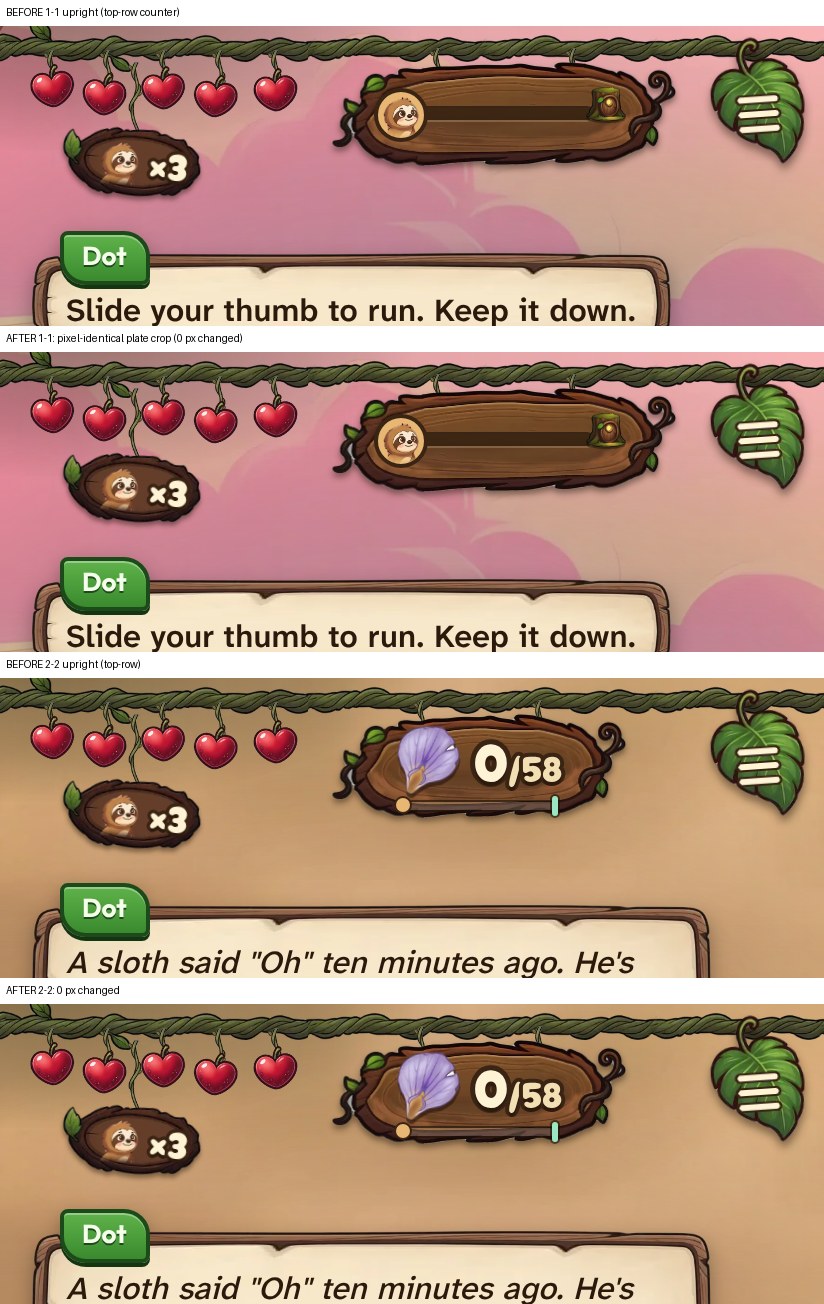 BEFORE 1-1 upright (top-row counter)
×3
Dot
Slide your thumb to run. Keep it down.
AFTER 1-1: pixel-identical plate crop (0 px changed)
×3
Dot
Slide your thumb to run. Keep it down.
BEFORE 2-2 upright (top-row)
0/58
×3
Dot
A sloth said "Oh" ten minutes ago. He's
AFTER 2-2: 0 px changed
0/58
×3
Dot
A sloth said "Oh" ten minutes ago. He's